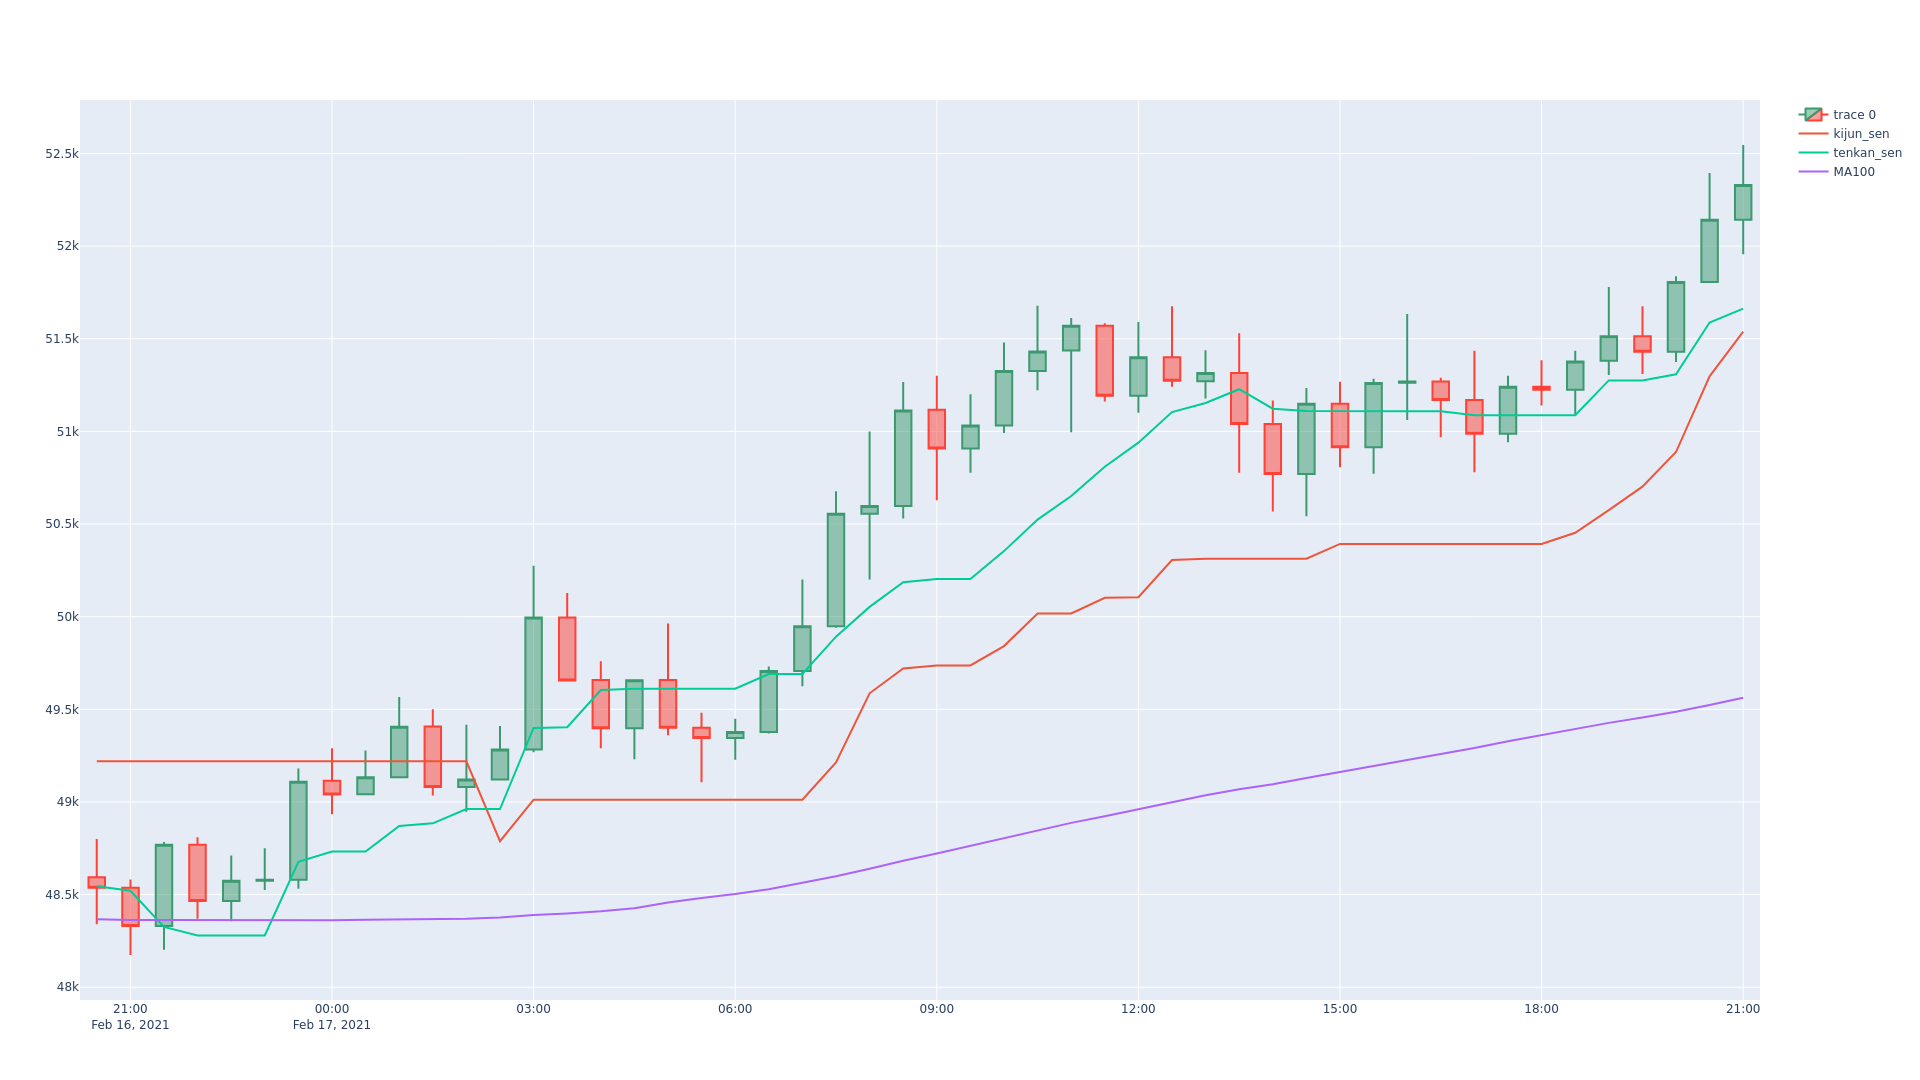 trace 0
kijun_sen
tenkan_sen
MA100
52.5k
52k
51.5k
51k
50.5k
50k
49.5k
49k
48.5k
48k
21:00 00:00 03:00 06:00 09:00 12:00 15:00 18:00 21:00
Feb 16, 2021 Feb 17, 2021